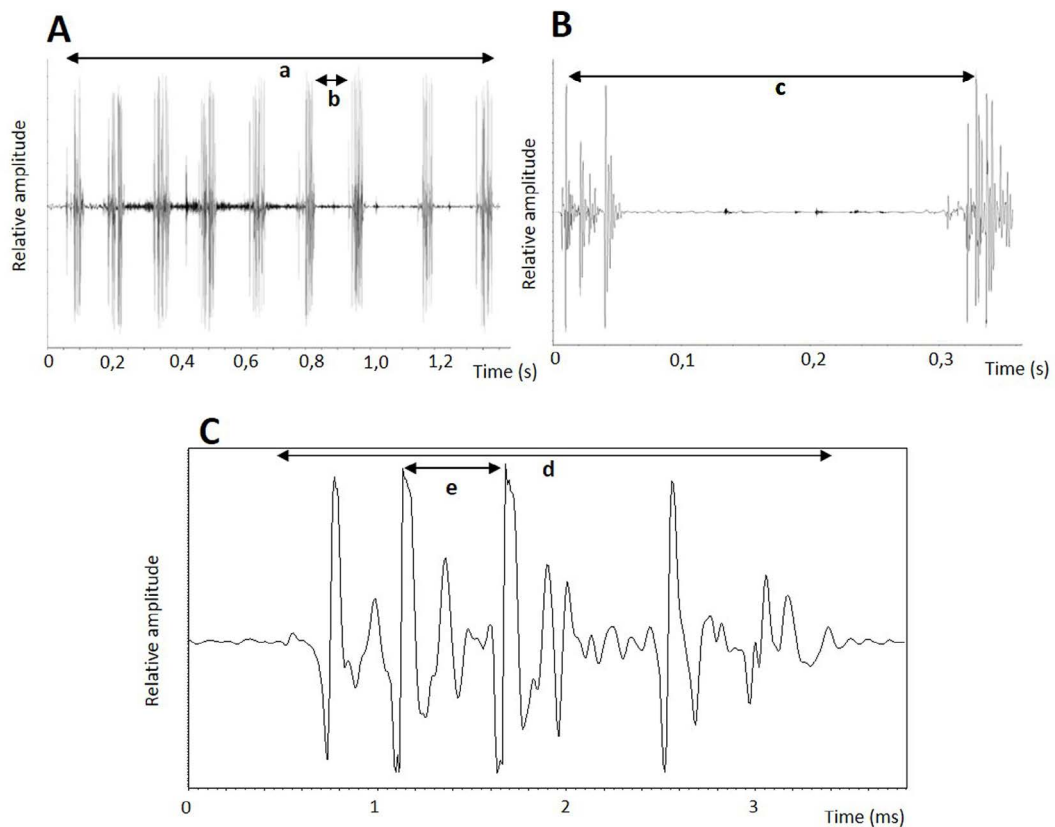 A
a
b
Relative amplitude
0 0,2 0,4 0,6 0,8 1,0 1,2 Time (s)
B
c
Relative amplitude
0 0,1 0,2 0,3 Time (s)
C
d
e
Relative amplitude
0 1 2 3 Time (ms)